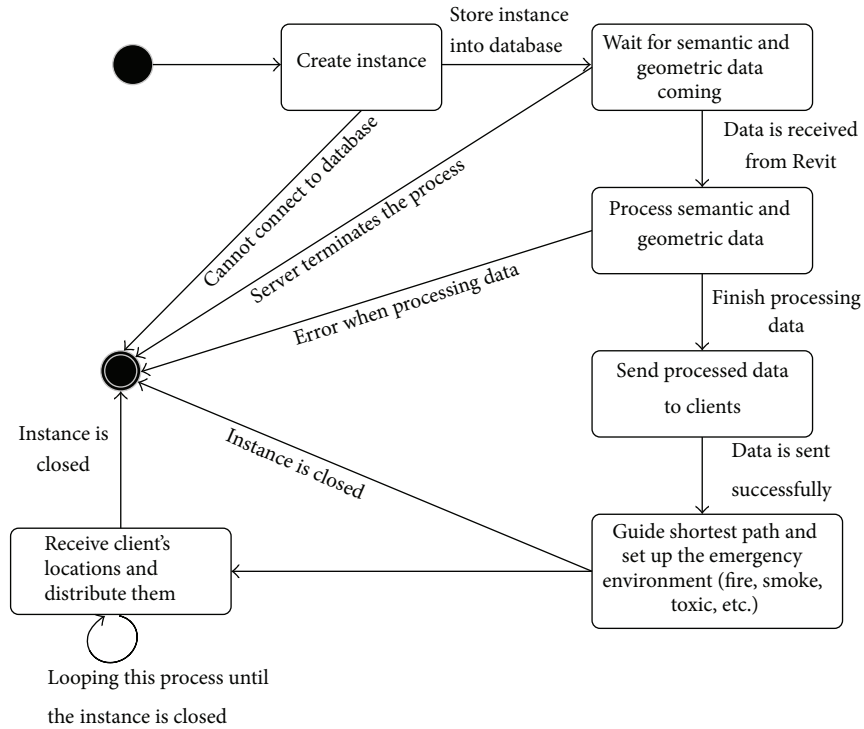 Create instance
Store instance
into database
Wait for semantic and
geometric data
coming
Data is received
from Revit
Cannot connect to database
Server terminates the process
Process semantic and
geometric data
Error when processing data
Finish processing
data
Send processed data
to clients
Instance is
closed
Instance is closed
Data is sent
successfully
Receive client's
locations and
distribute them
Guide shortest path and
set up the emergency
environment (fire, smoke,
toxic, etc.)
Looping this process until
the instance is closed